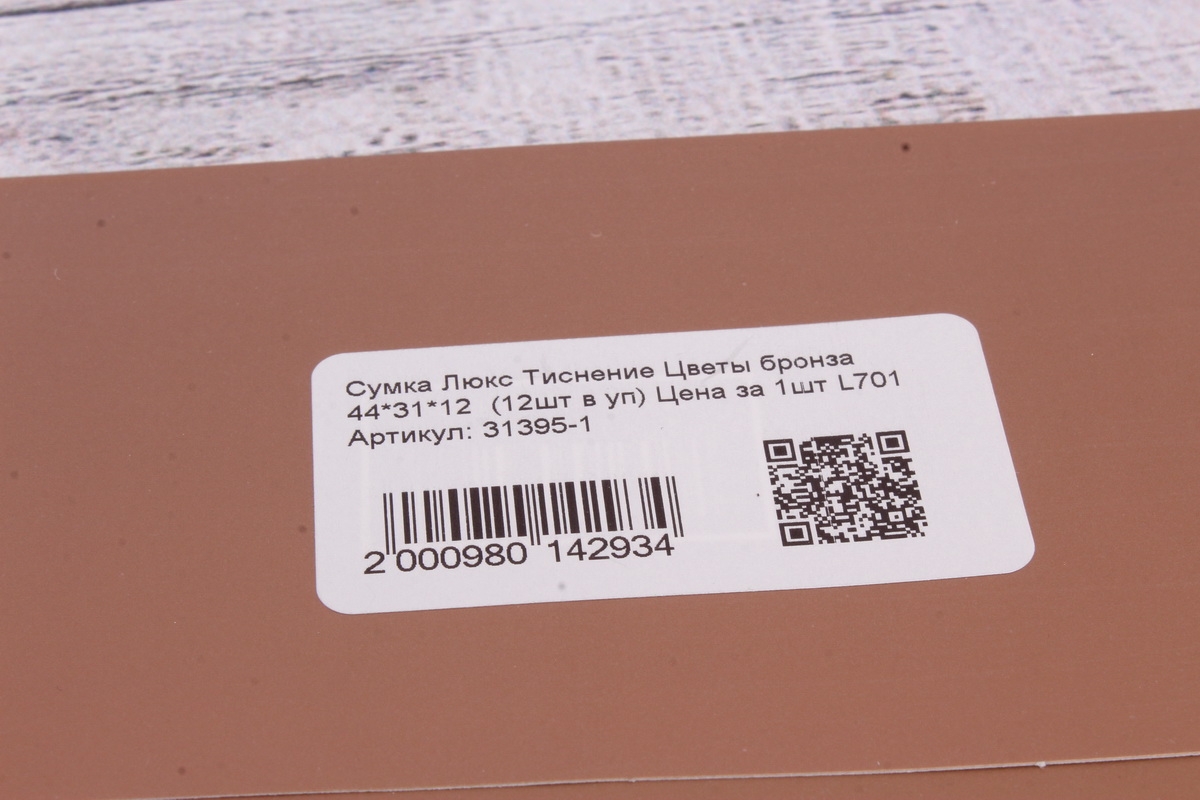 Сумка Люкс Тиснение Цветы бронза
44*31*12 (12шт в уп) Цена за 1шт L701
Артикул: 31395-1
2 000980 142934